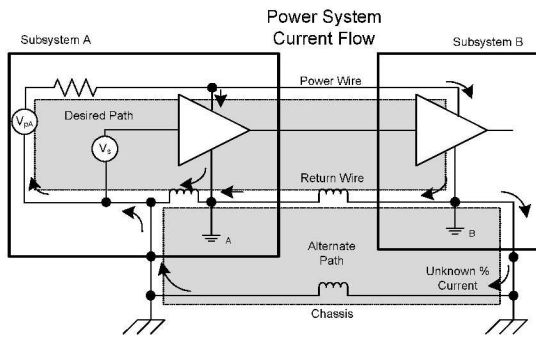 Power System
Current Flow
Subsystem A
Subsystem B
Power Wire
Desired Path
VpA
Vs
Return Wire
A
B
Alternate
Path
Unknown %
Current
Chassis